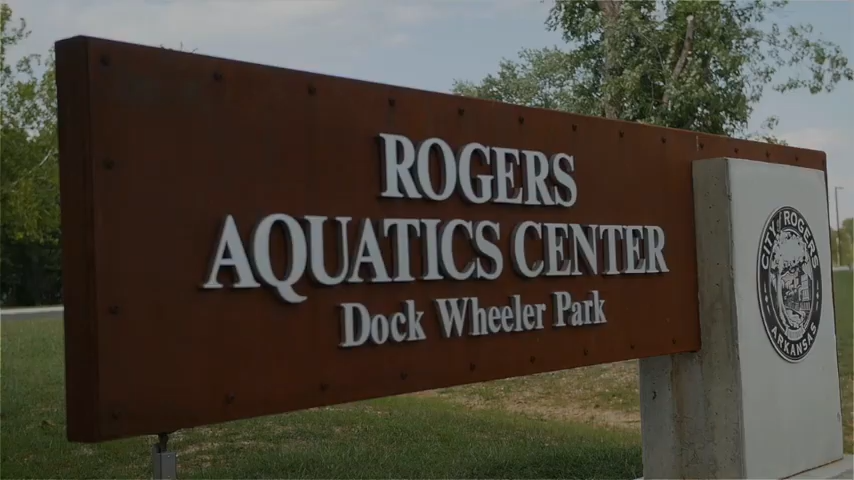 ROGERS
AQUATICS CENTER
Dock Wheeler Park
CITY of ROGERS
ARKANSAS